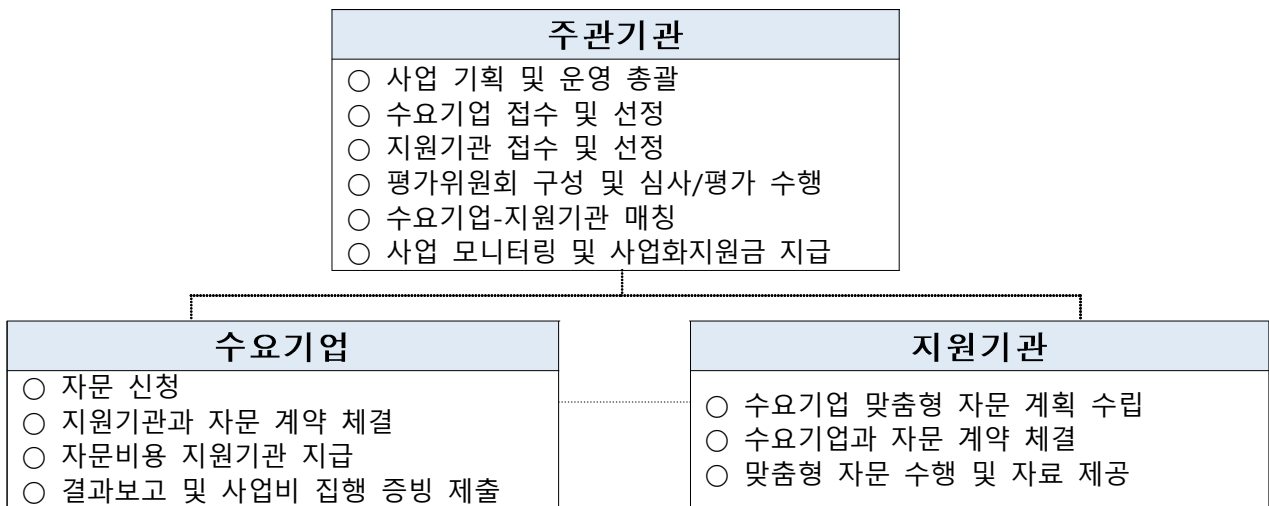 주관기관
○ 사업 기획 및 운영 총괄
○ 수요기업 접수 및 선정
○ 지원기관 접수 및 선정
○ 평가위원회 구성 및 심사/평가 수행
○ 수요기업-지원기관 매칭
○ 사업 모니터링 및 사업화지원금 지급
수요기업
○ 자문 신청
○ 지원기관과 자문 계약 체결
○ 자문비용 지원기관 지급
○ 결과보고 및 사업비 집행 증빙 제출
지원기관
○ 수요기업 맞춤형 자문 계획 수립
○ 수요기업과 자문 계약 체결
○ 맞춤형 자문 수행 및 자료 제공